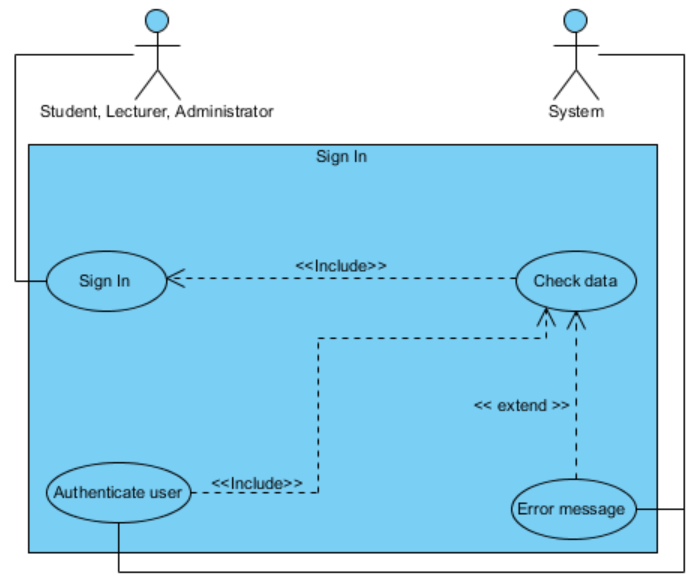 Student, Lecturer, Administrator
System
Sign In
<<Include>>
Sign In
Check data
<< extend >>
<<Include>>
Authenticate user
Error message